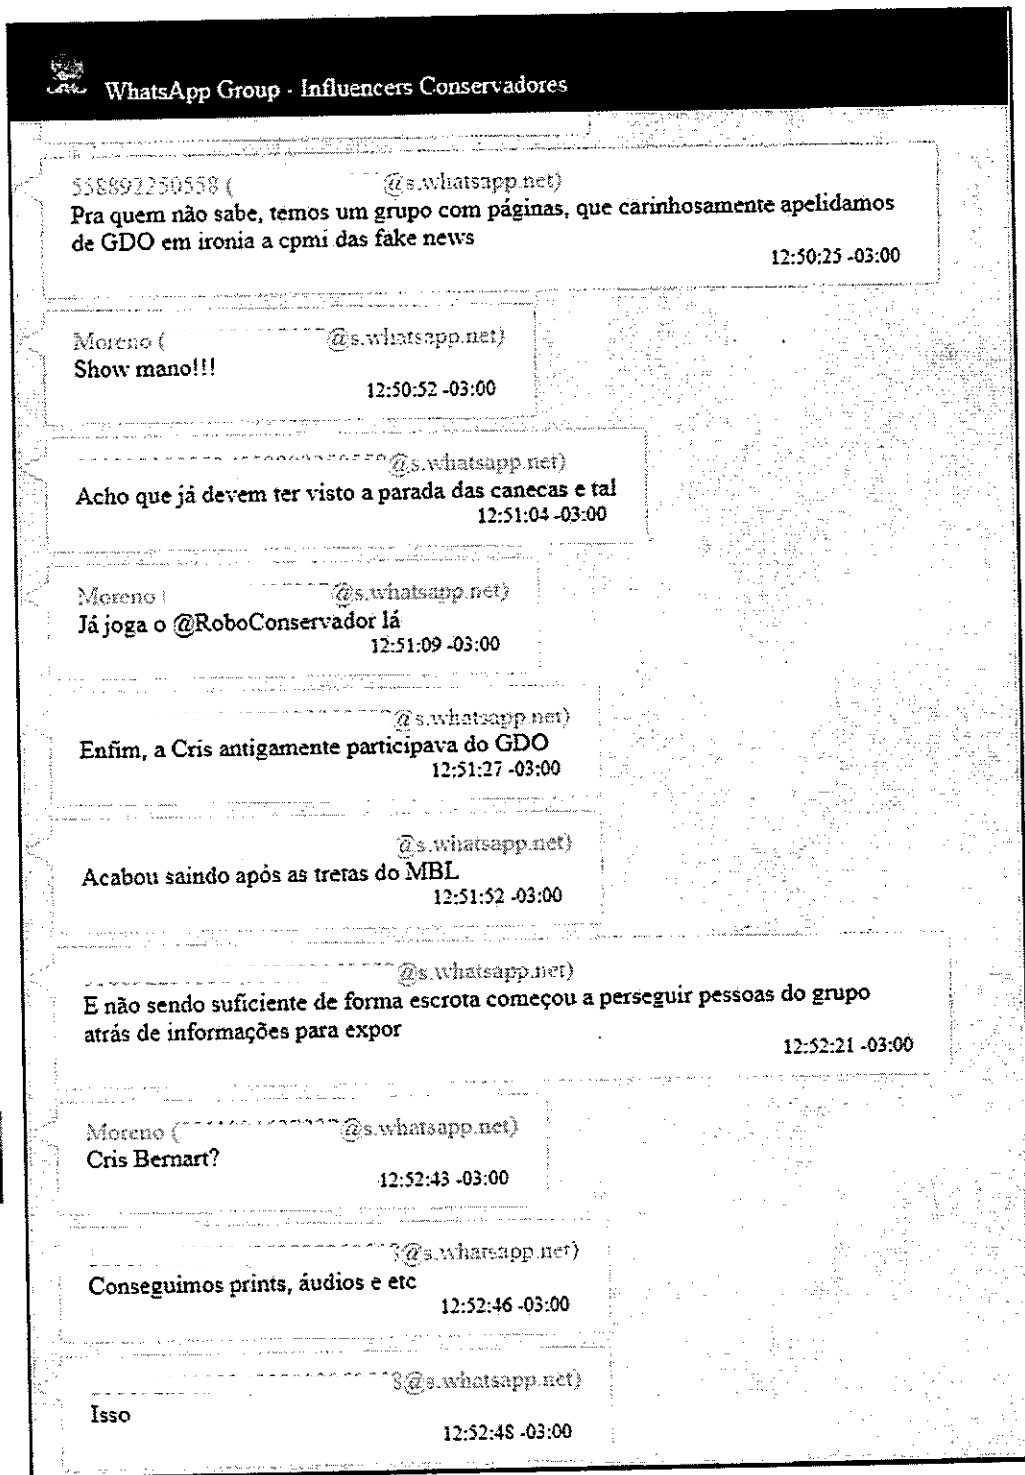 WhatsApp Group - Influencers Conservadores
558892250558 ( @s.whatsapp.net)
Pra quem não sabe, temos um grupo com páginas, que carinhosamente apelidamos
de GDO em ironia a cpmi das fake news
12:50:25 -03:00
Moreno ( @s.whatsapp.net)
Show mano!!!
12:50:52 -03:00
@s.whatsapp.net)
Acho que já devem ter visto a parada das canecas e tal
12:51:04 -03:00
Moreno ( @s.whatsapp.net)
Já joga o @RoboConservador lá
12:51:09 -03:00
@s.whatsapp.net)
Enfim, a Cris antigamente participava do GDO
12:51:27 -03:00
@s.whatsapp.net)
Acabou saindo após as tretas do MBL
12:51:52 -03:00
@s.whatsapp.net)
E não sendo suficiente de forma escrota começou a perseguir pessoas do grupo
atrás de informações para expor
12:52:21 -03:00
Moreno ( @s.whatsapp.net)
Cris Bernart?
12:52:43 -03:00
@s.whatsapp.net)
Conseguimos prints, áudios e etc
12:52:46 -03:00
8@s.whatsapp.net)
Isso
12:52:48 -03:00